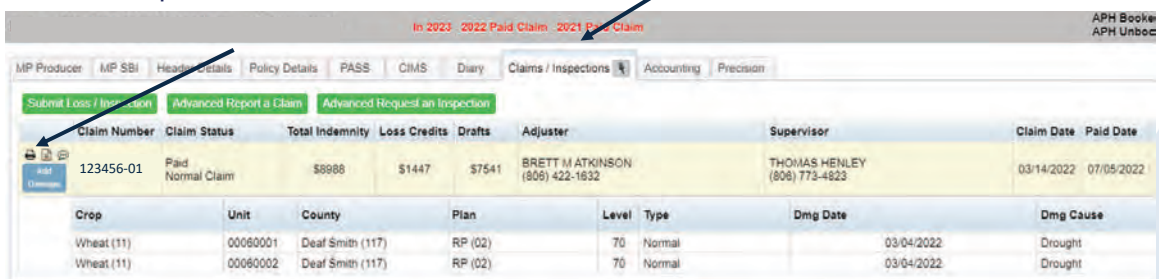 In 2023 2022 Paid Claim 2021 Paid Claim
APH Booke
APH Unboc
MP Producer MP SBI Header Details Policy Details PASS CIMS Diary Claims / Inspections Accounting Precision
Submit Loss / Inspection Advanced Report a Claim Advanced Request an Inspection
Claim Number Claim Status Total Indemnity Loss Credits Drafts Adjuster Supervisor Claim Date Paid Date
Add Damage 123456-01 Paid Normal Claim $8988 $1447 $7541 BRETT M ATKINSON (806) 422-1632 THOMAS HENLEY (806) 773-4823 03/14/2022 07/05/2022
Crop Unit County Plan Level Type Dmg Date Dmg Cause
Wheat (11) 00060001 Deaf Smith (117) RP (02) 70 Normal 03/04/2022 Drought
Wheat (11) 00060002 Deaf Smith (117) RP (02) 70 Normal 03/04/2022 Drought